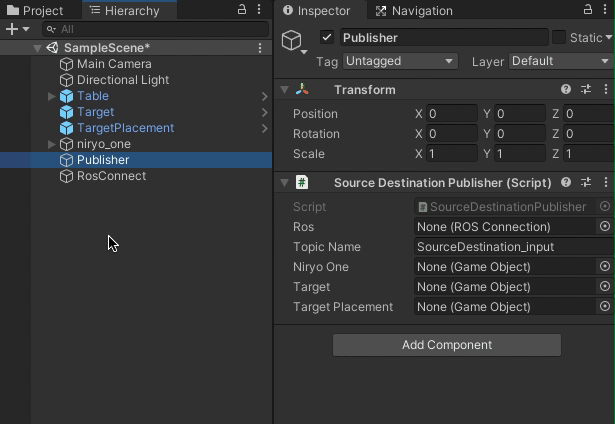 Project Hierarchy
All
SampleScene*
Main Camera
Directional Light
Table
Target
TargetPlacement
niryo_one
Publisher
RosConnect
Inspector Navigation
Publisher Static
Tag Untagged Layer Default
Transform
Position X 0 Y 0 Z 0
Rotation X 0 Y 0 Z 0
Scale X 1 Y 1 Z 1
# Source Destination Publisher (Script)
Script # SourceDestinationPublisher
Ros None (ROS Connection)
Topic Name SourceDestination_input
Niryo One None (Game Object)
Target None (Game Object)
Target Placement None (Game Object)
Add Component